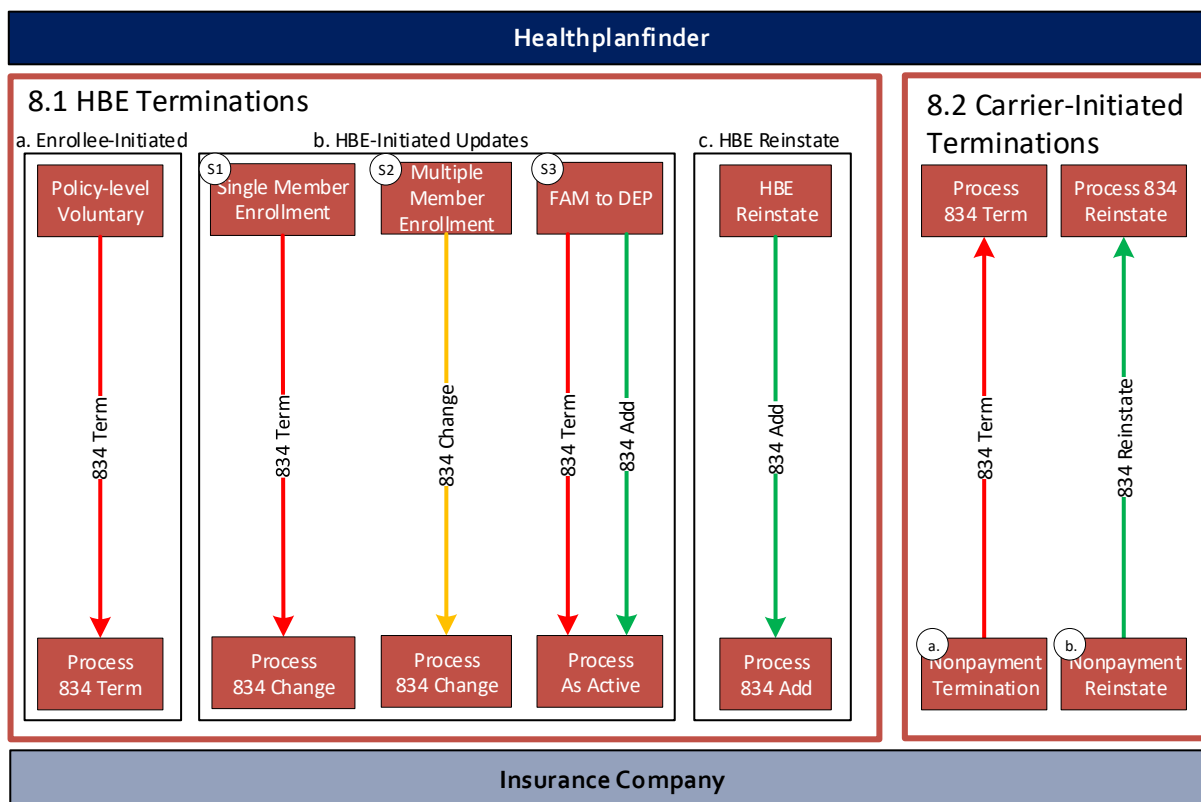 Healthplanfinder
8.1 HBE Terminations
a. Enrollee-Initiated
Policy-level
Voluntary
834 Term
Process
834 Term
b. HBE-Initiated Updates
S1
Single Member
Enrollment
834 Term
Process
834 Change
S2
Multiple
Member
Enrollment
834 Change
Process
834 Change
S3
FAM to DEP
834 Term
834 Add
Process
As Active
c. HBE Reinstate
HBE
Reinstate
834 Add
Process
834 Add
8.2 Carrier-Initiated
Terminations
Process
834 Term
834 Term
a.
Nonpayment
Termination
Process 834
Reinstate
834 Reinstate
b.
Nonpayment
Reinstate
Insurance Company